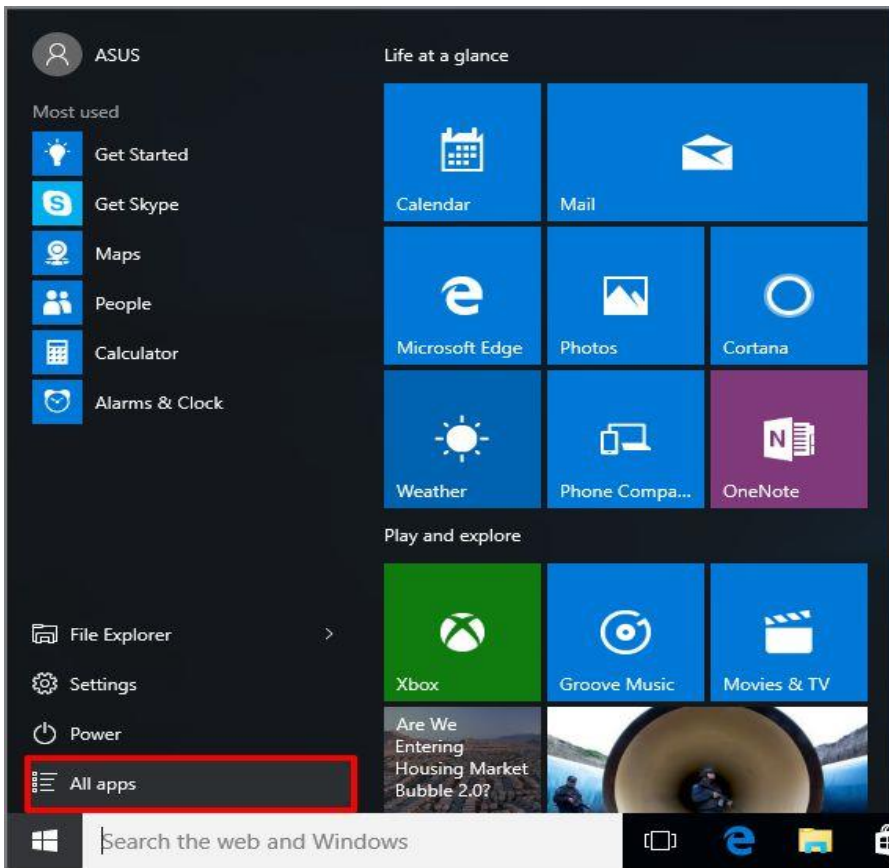 ASUS
Most used
Get Started
Get Skype
Maps
People
Calculator
Alarms & Clock
File Explorer
Settings
Power
All apps
Life at a glance
Calendar
Mail
Microsoft Edge
Photos
Cortana
Weather
Phone Compa...
OneNote
Play and explore
Xbox
Groove Music
Movies & TV
Are We
Entering
Housing Market
Bubble 2.0?
Search the web and Windows